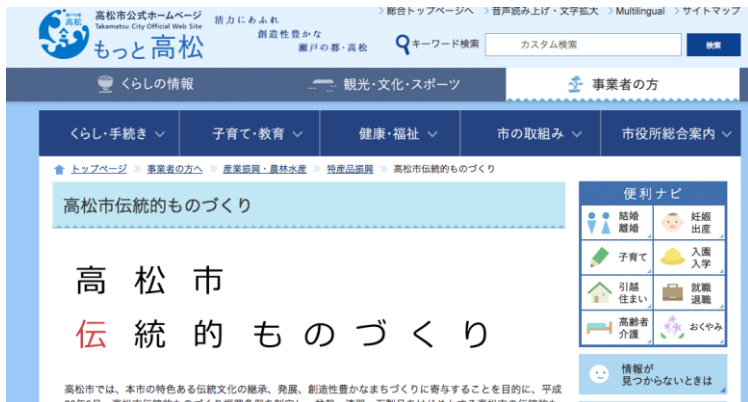 総合トップページへ 音声読み上げ・文字拡大 Multilingual サイトマップ
高松
高松市公式ホームページ
Takamatsu City Official Web Site
もっと高松
活力にあふれ
創造性豊かな
瀬戸の都・高松
キーワード検索 カスタム検索 検索
くらしの情報 観光・文化・スポーツ 事業者の方
くらし・手続き 子育て・教育 健康・福祉 市の取組み 市役所総合案内
トップページ 事業者の方へ 産業振興・農林水産 特産品振興 高松市伝統的ものづくり
高松市伝統的ものづくり
高松市
伝統的ものづくり
高松市では、本市の特色ある伝統文化の継承、発展、創造性豊かなまちづくりに寄与することを目的に、平成
便利ナビ
結婚
離婚
妊娠
出産
子育て
入園
入学
引越
住まい
就職
退職
高齢者
介護
おくやみ
情報が
見つからないときは